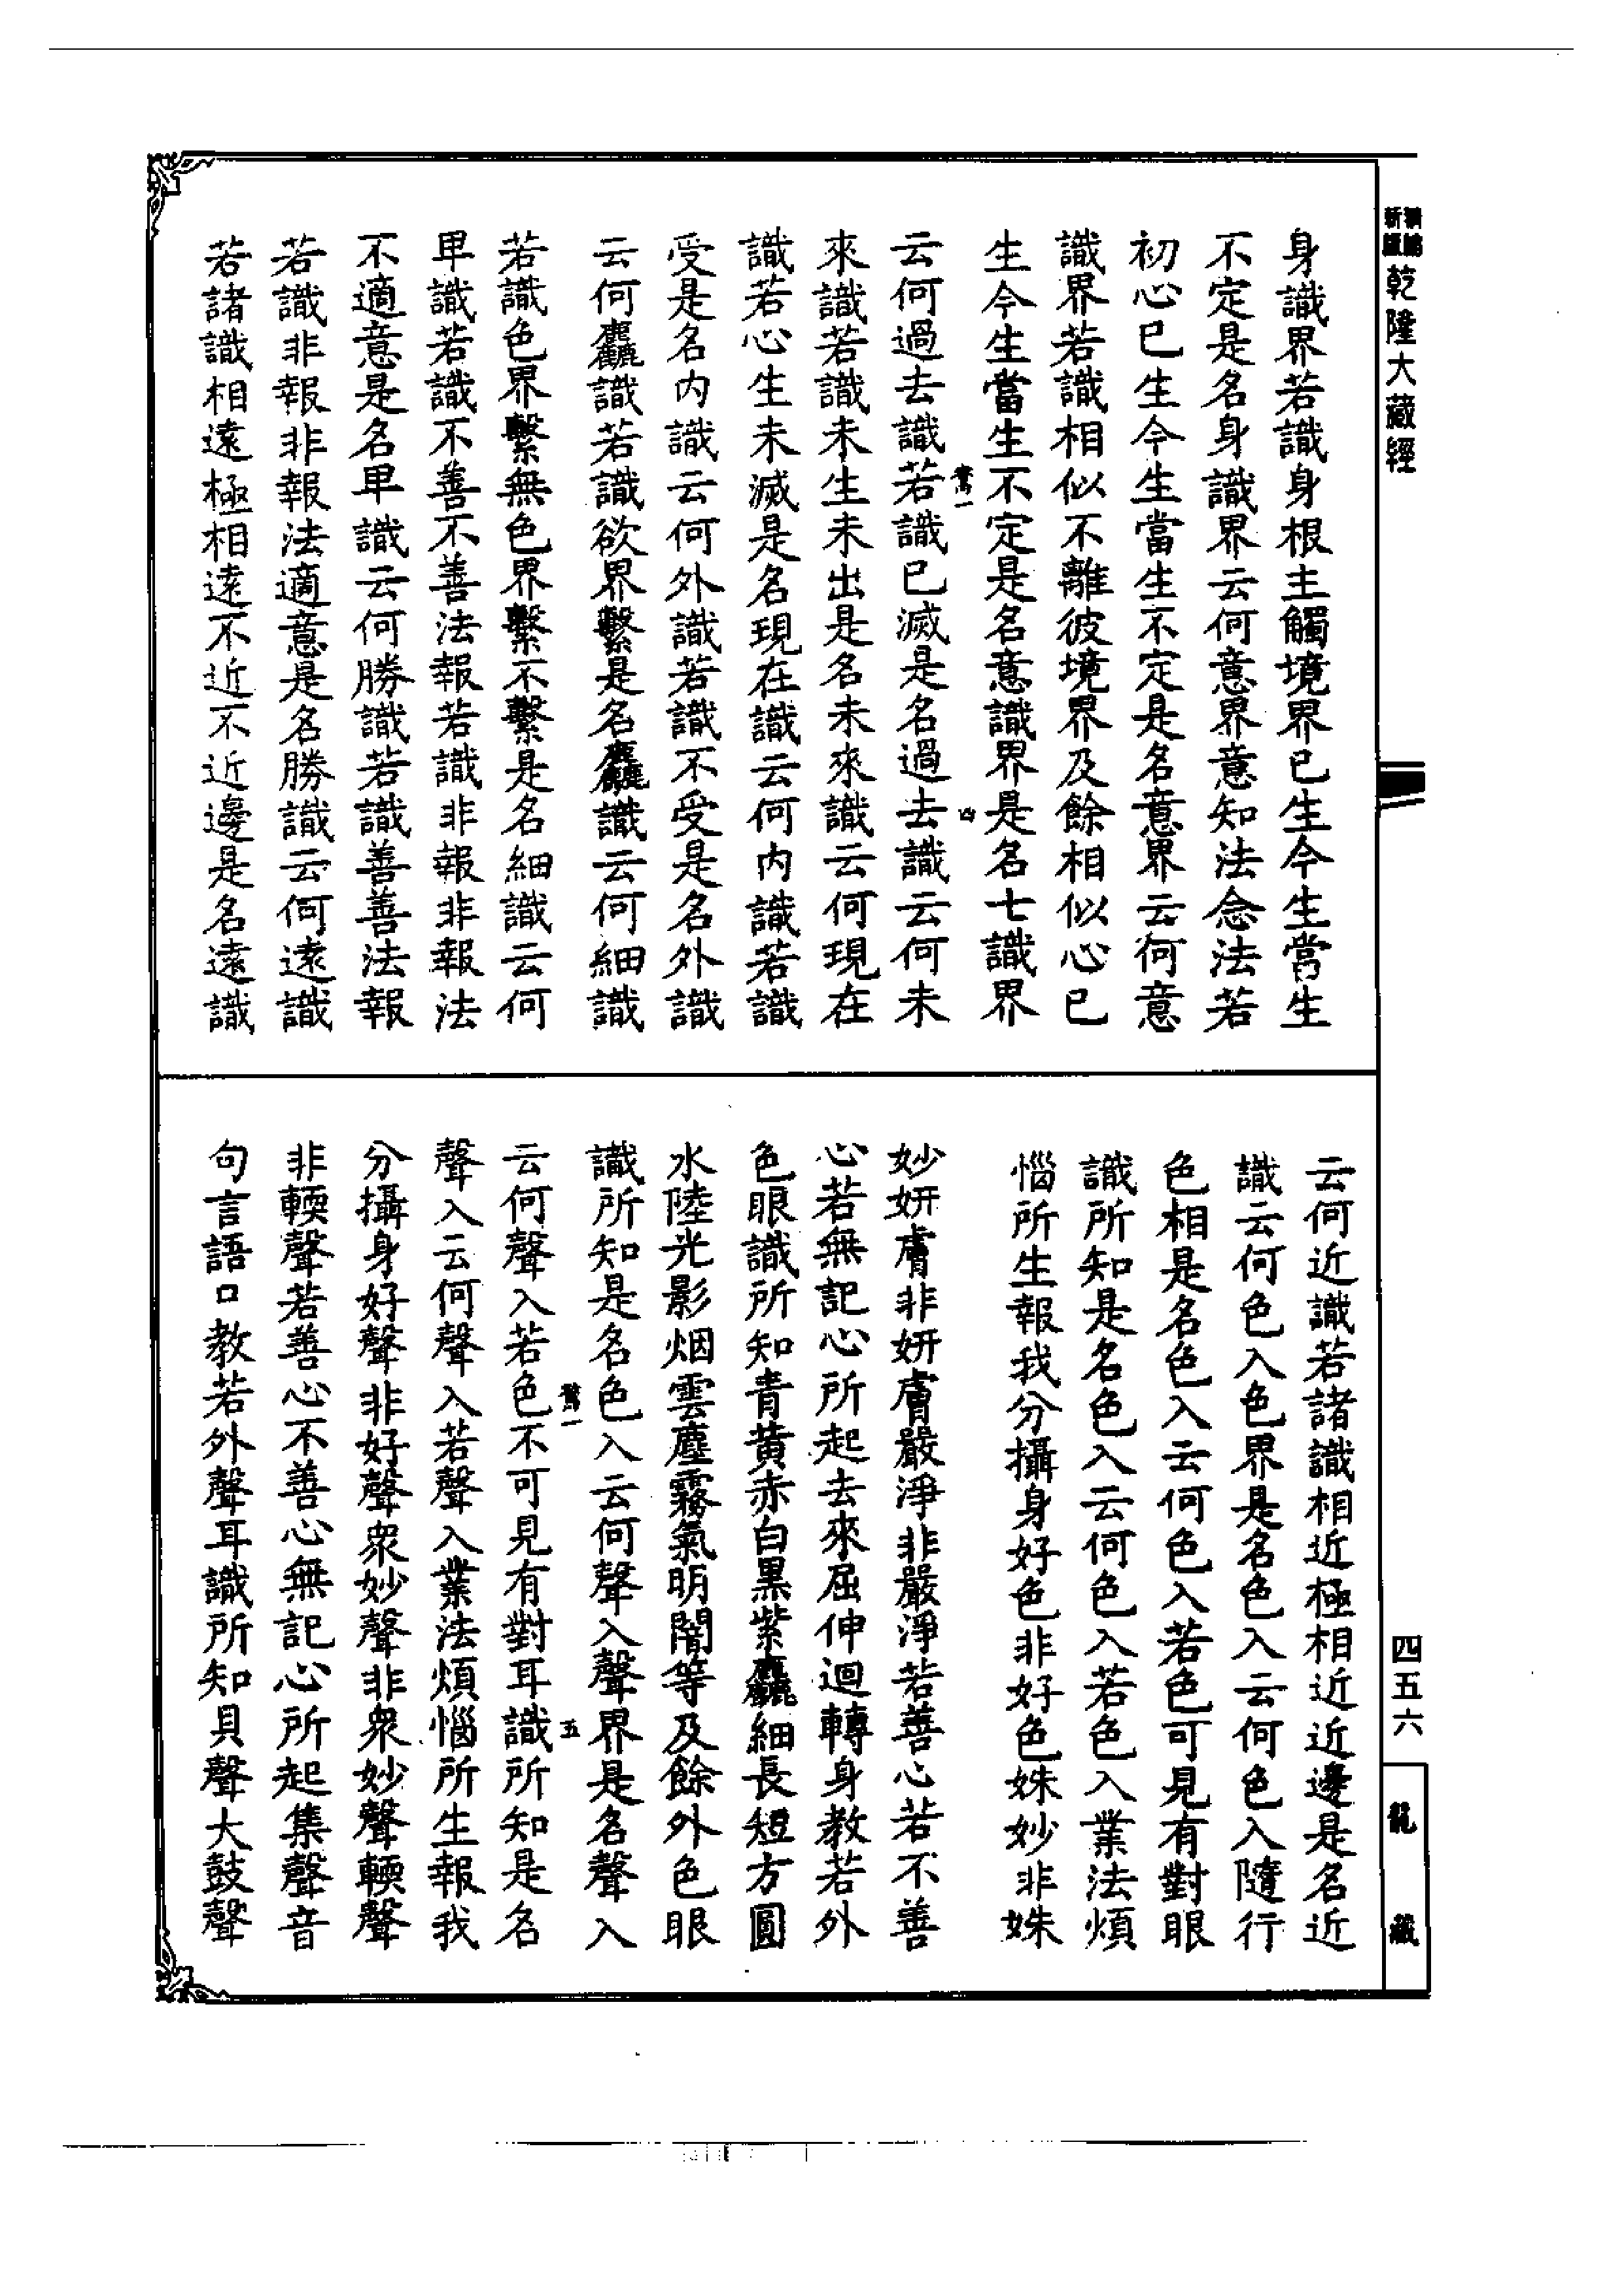 乾隆大藏經
身識界若識身根主觸境界已生今生當生
不定是名身識界云何意界意知法念法若
初心已生今生當生不定是名意界云何意
識界若識相似不離彼境界及餘相似心已
生今生當生不定是名意識界是名七識界
四
云何過去識若識已滅是名過去識云何未
來識若識未生未出是名未來識云何現在
識若心生未滅是名現在識云何內識若識
受是名內識云何外識若識不受是名外識
云何麤識若識欲界繫是名麤識云何細識
若識色界繫無色界繫不繫是名細識云何
卑識若識不善不善法報若識非報非報法
不適意是名卑識云何勝識若識善善法報
若識非報非報法適意是名勝識云何遠識
若諸識相遠極相遠不近不近邊是名遠識
云何近識若諸識相近極相近近邊是名近
識云何色入色界是名色入云何色入隨行
色相是名色入云何色入若色可見有對眼
識所知是名色入云何色入若色入業法煩
惱所生報我分攝身好色非好色姝妙非姝
妙妍膚非妍膚嚴淨非嚴淨若善心若不善
心若無記心所起去來屈伸迴轉身教若外
色眼識所知青黃赤白黑紫麤細長短方圓
水陸光影烟雲塵霧氣明闇等及餘外色眼
識所知是名色入云何聲入聲界是名聲入
五
云何聲入若色不可見有對耳識所知是名
聲入云何聲入若聲入業法煩惱所生報我
分攝身好聲非好聲眾妙聲非眾妙聲輭聲
非輭聲若善心不善心無記心所起集聲音
句言語口教若外聲耳識所知貝聲大鼓聲
四五六
龍藏